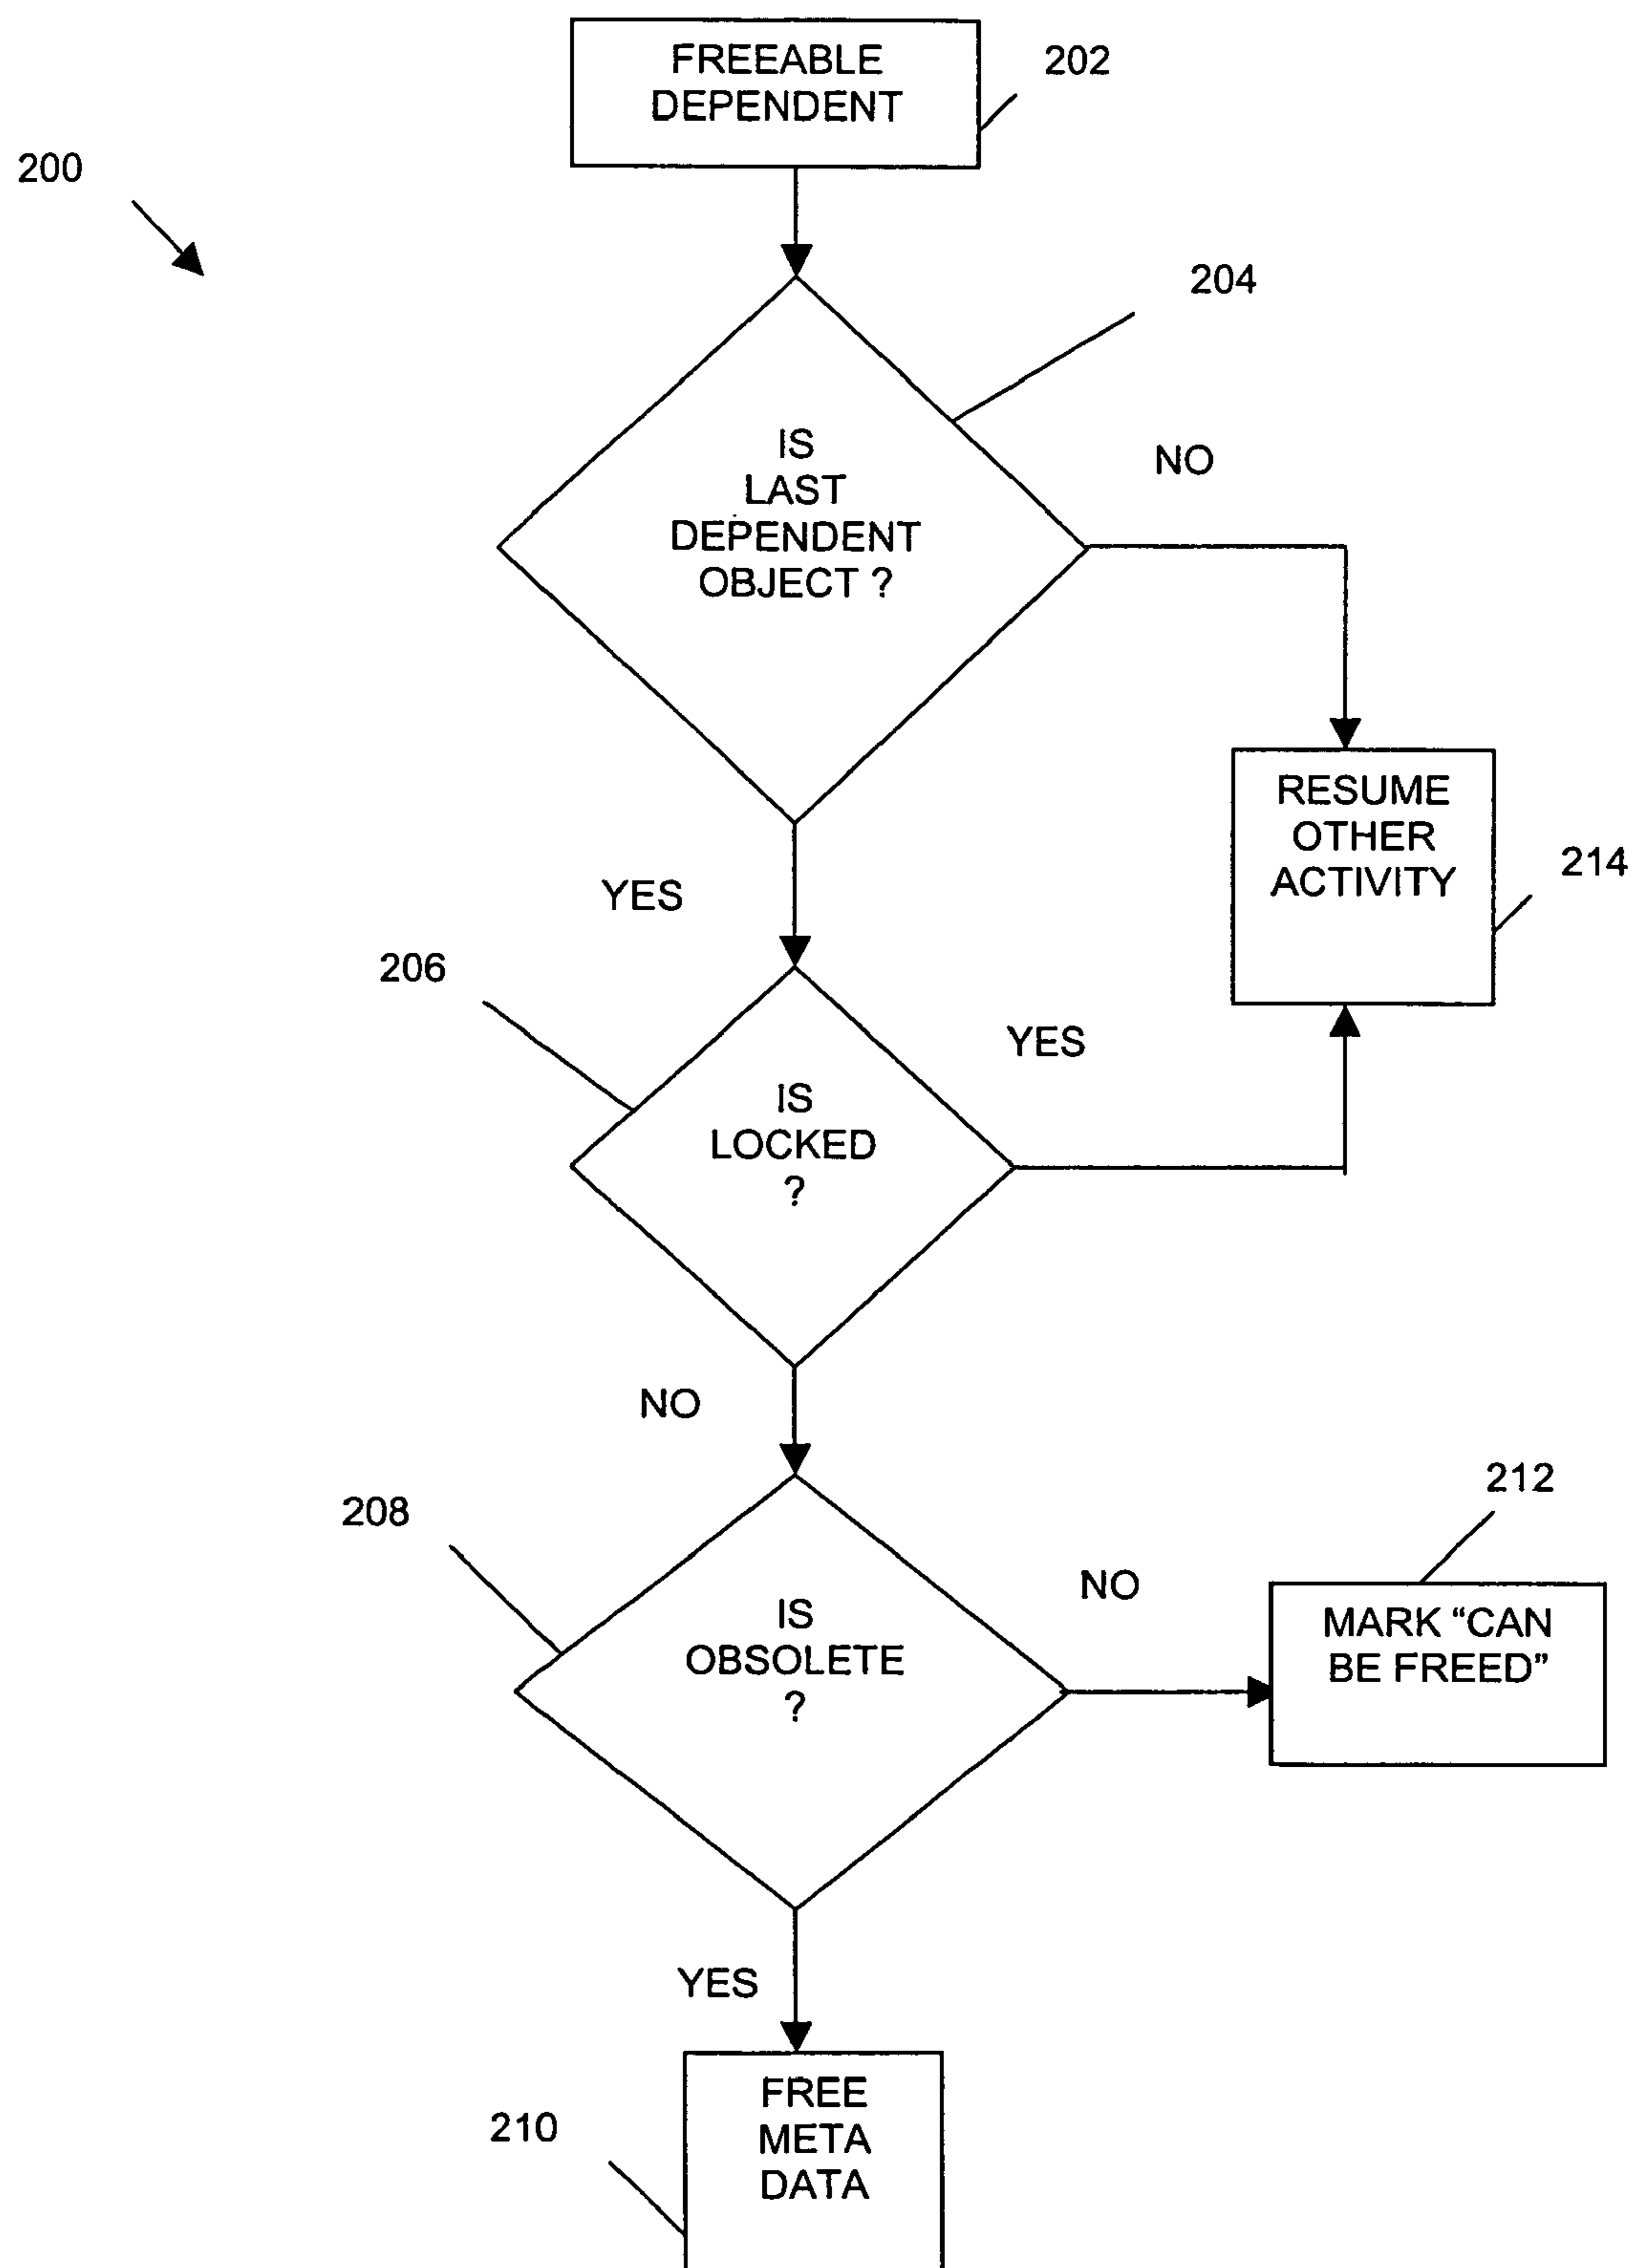 FREEABLE
DEPENDENT
202
200
204
IS
LAST
DEPENDENT
OBJECT ?
NO
RESUME
OTHER
ACTIVITY
214
YES
206
YES
IS
LOCKED
?
NO
212
208
NO
MARK “CAN
BE FREED”
IS
OBSOLETE
?
YES
FREE
META
DATA
210